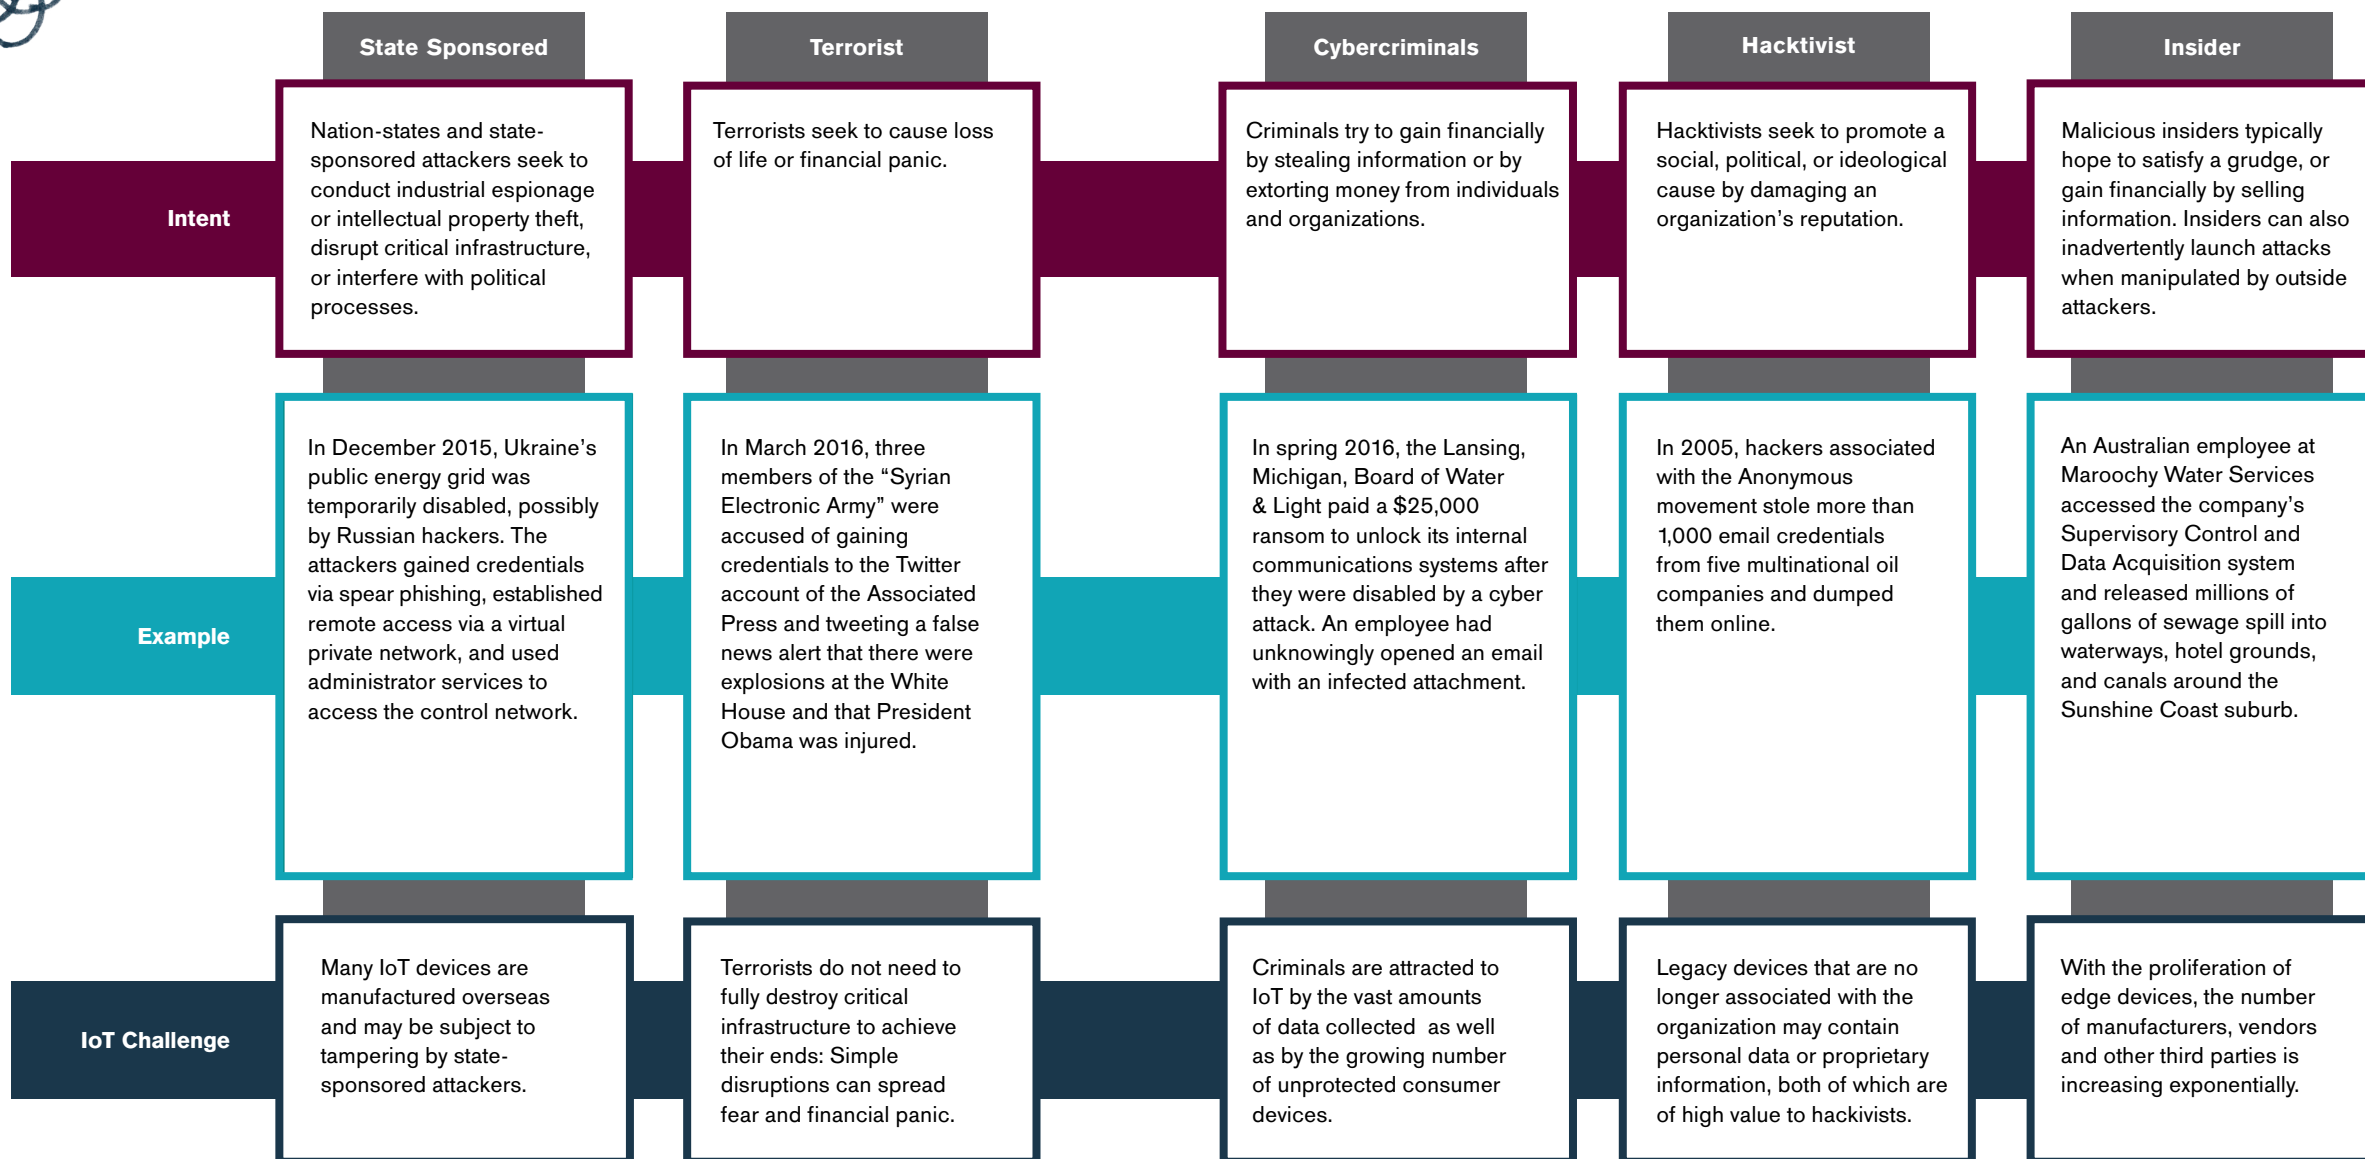 State Sponsored
Terrorist
Cybercriminals
Hacktivist
Insider
Intent
Nation-states and state-
sponsored attackers seek to
conduct industrial espionage
or intellectual property theft,
disrupt critical infrastructure,
or interfere with political
processes.
Terrorists seek to cause loss
of life or financial panic.
Criminals try to gain financially
by stealing information or by
extorting money from individuals
and organizations.
Hacktivists seek to promote a
social, political, or ideological
cause by damaging an
organization's reputation.
Malicious insiders typically
hope to satisfy a grudge, or
gain financially by selling
information. Insiders can also
inadvertently launch attacks
when manipulated by outside
attackers.
Example
In December 2015, Ukraine's
public energy grid was
temporarily disabled, possibly
by Russian hackers. The
attackers gained credentials
via spear phishing, established
remote access via a virtual
private network, and used
administrator services to
access the control network.
In March 2016, three
members of the “Syrian
Electronic Army” were
accused of gaining
credentials to the Twitter
account of the Associated
Press and tweeting a false
news alert that there were
explosions at the White
House and that President
Obama was injured.
In spring 2016, the Lansing,
Michigan, Board of Water
& Light paid a $25,000
ransom to unlock its internal
communications systems after
they were disabled by a cyber
attack. An employee had
unknowingly opened an email
with an infected attachment.
In 2005, hackers associated
with the Anonymous
movement stole more than
1,000 email credentials
from five multinational oil
companies and dumped
them online.
An Australian employee at
Maroochy Water Services
accessed the company's
Supervisory Control and
Data Acquisition system
and released millions of
gallons of sewage spill into
waterways, hotel grounds,
and canals around the
Sunshine Coast suburb.
IoT Challenge
Many IoT devices are
manufactured overseas
and may be subject to
tampering by state-
sponsored attackers.
Terrorists do not need to
fully destroy critical
infrastructure to achieve
their ends: Simple
disruptions can spread
fear and financial panic.
Criminals are attracted to
IoT by the vast amounts
of data collected as well
as by the growing number
of unprotected consumer
devices.
Legacy devices that are no
longer associated with the
organization may contain
personal data or proprietary
information, both of which are
of high value to hackivists.
With the proliferation of
edge devices, the number
of manufacturers, vendors
and other third parties is
increasing exponentially.